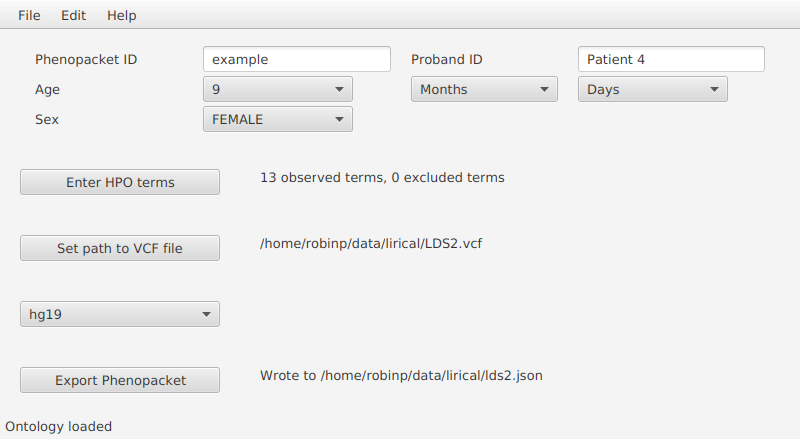 File Edit Help
Phenopacket ID example Proband ID Patient 4
Age 9 Months Days
Sex FEMALE
Enter HPO terms 13 observed terms, 0 excluded terms
Set path to VCF file /home/robinp/data/lirical/LDS2.vcf
hg19
Export Phenopacket Wrote to /home/robinp/data/lirical/lds2.json
Ontology loaded